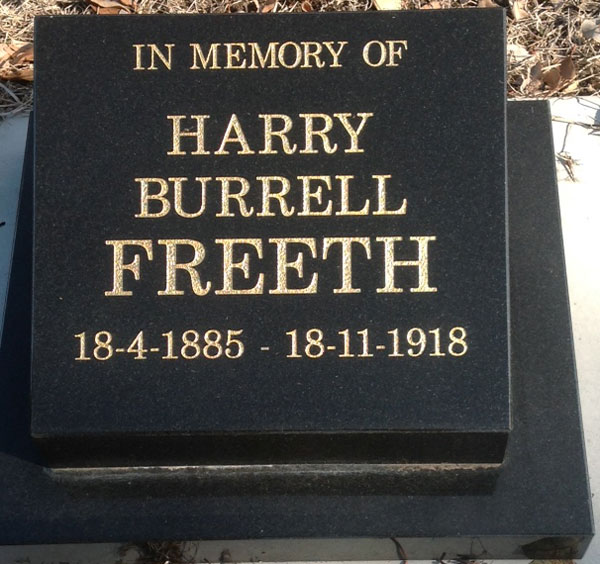 IN MEMORY OF
HARRY
BURRELL
FREETH
18-4-1885 - 18-11-1918